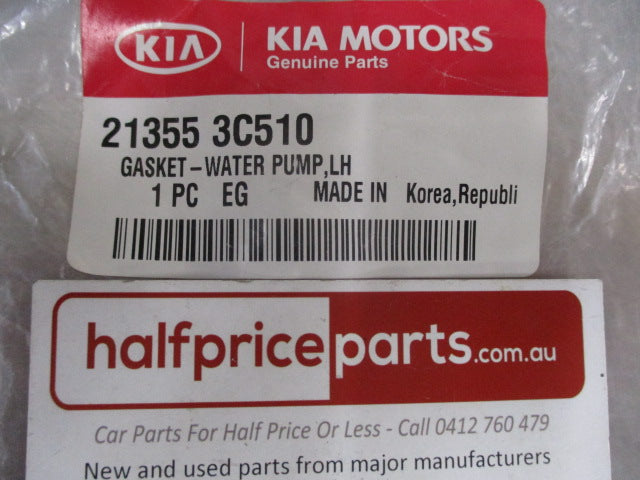 KIA KIA MOTORS
Genuine Parts
21355 3C510
GASKET-WATER PUMP,LH
1 PC EG MADE IN Korea,Republi
halfpriceparts.com.au
Car Parts For Half Price Or Less - Call 0412 760 479
New and used parts from major manufacturers